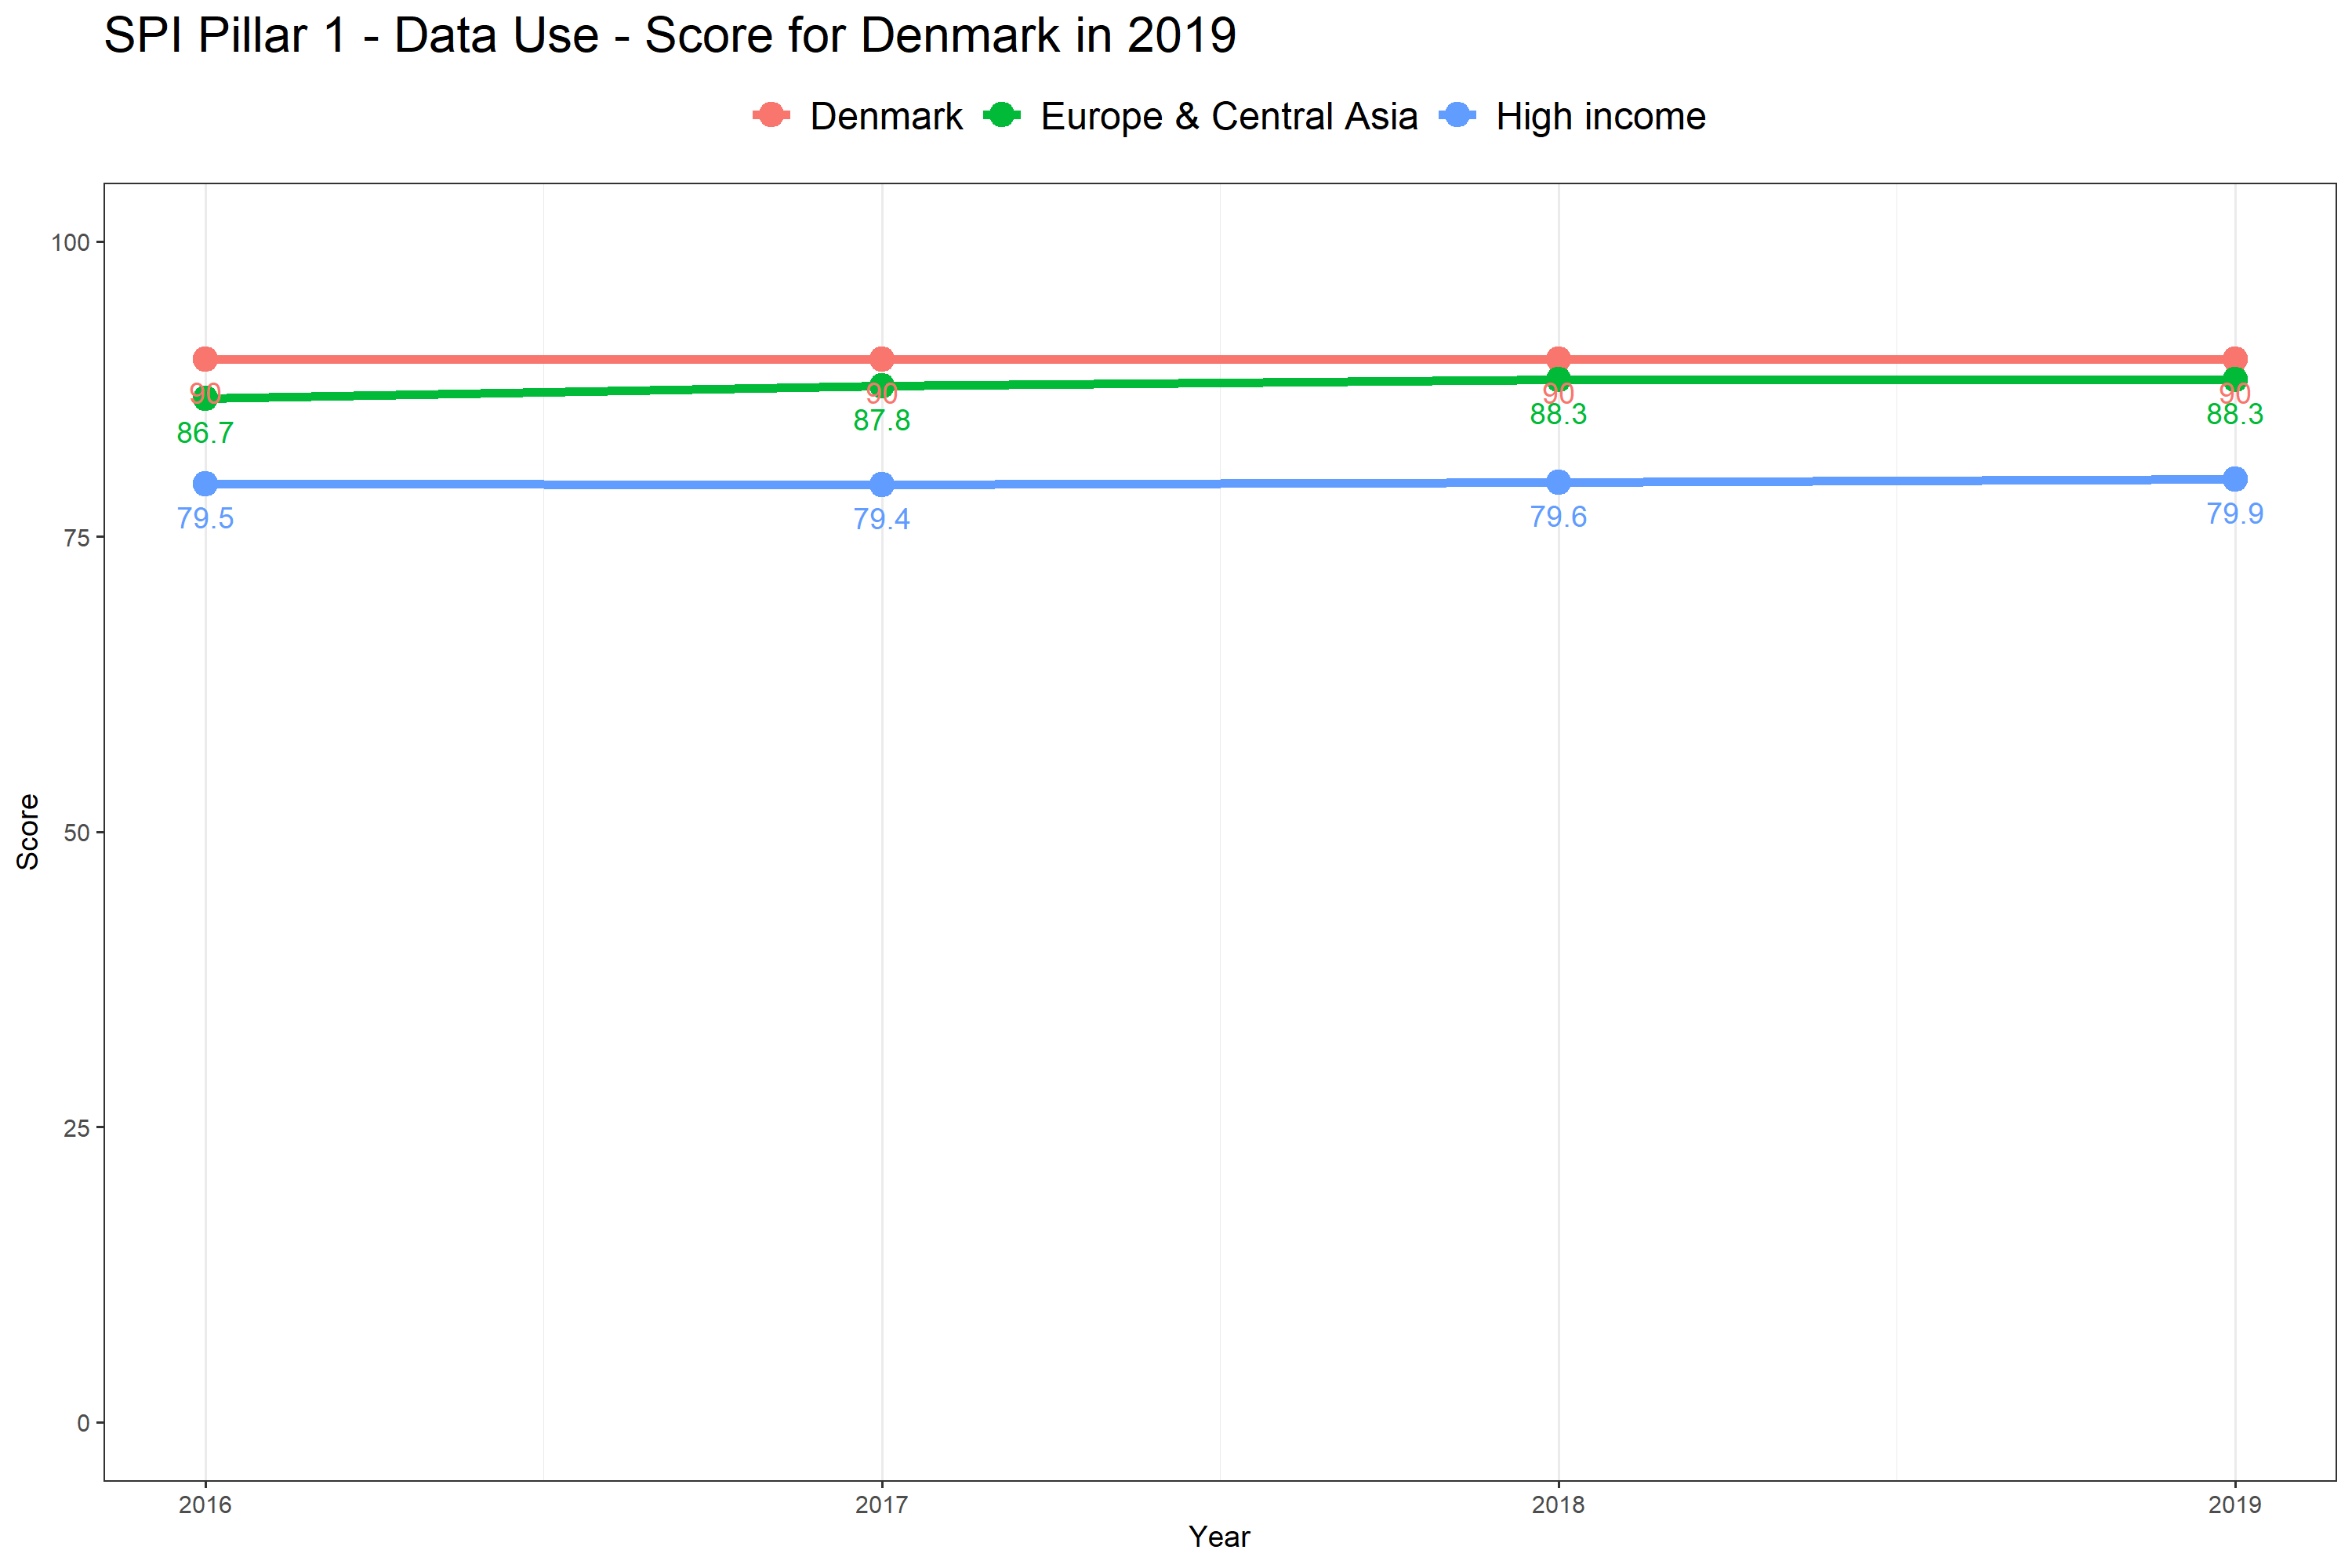 SPI Pillar 1 - Data Use - Score for Denmark in 2019
Denmark Europe & Central Asia High income
100
75
50
25
0
Score
90 90 90 90
86.7 87.8 88.3 88.3
79.5 79.4 79.6 79.9
2016 2017 2018 2019
Year